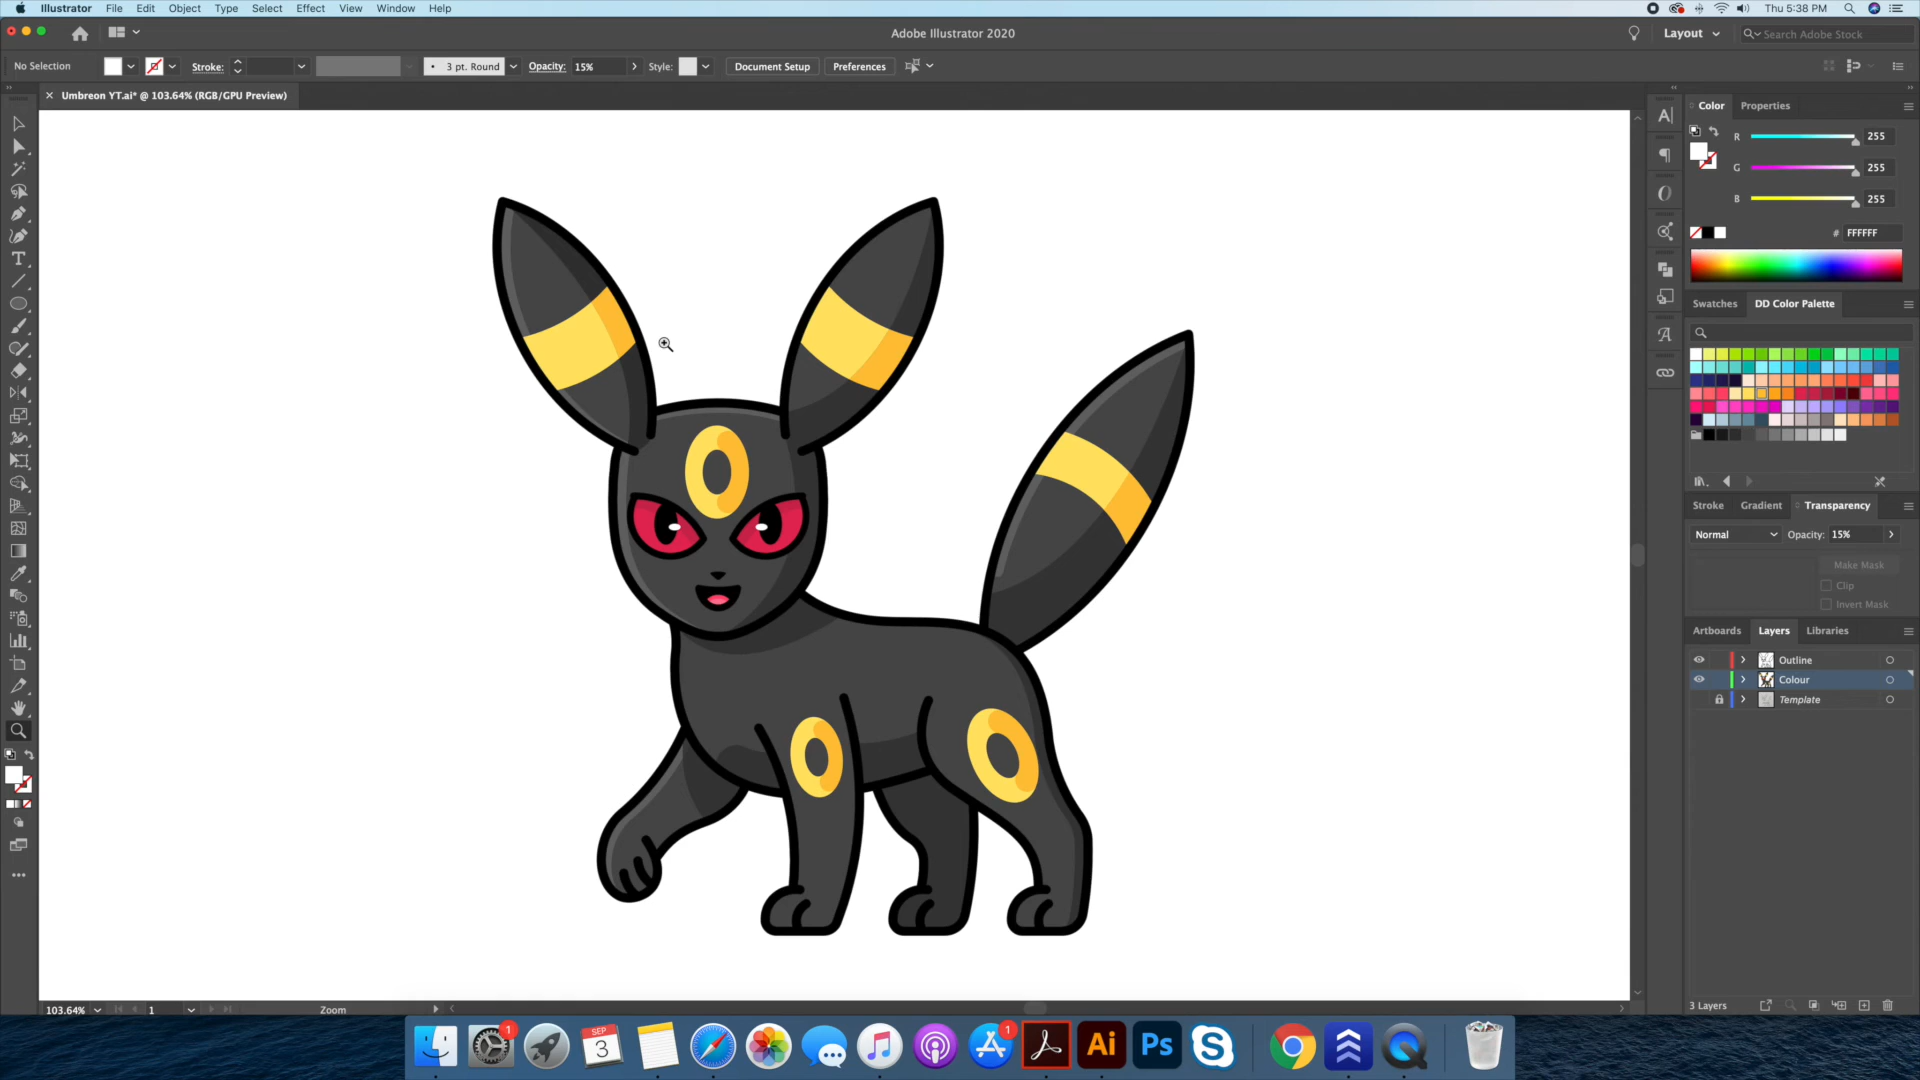 Illustrator File Edit Object Type Select Effect View Window Help Thu 5:38 PM
Adobe Illustrator 2020 Layout Search Adobe Stock
No Selection Stroke: 3 pt. Round Opacity: 15% Style: Document Setup Preferences
Umbreon YT.ai* @ 103.64% (RGB/GPU Preview)
Color Properties
R 255
G 255
B 255
# FFFFFF
Swatches DD Color Palette
Stroke Gradient Transparency
Normal Opacity: 15%
Make Mask
Clip
Invert Mask
Artboards Layers Libraries
Outline
Colour
Template
3 Layers
103.64% 1 Zoom
1
SEP
3
1
Ai
Ps